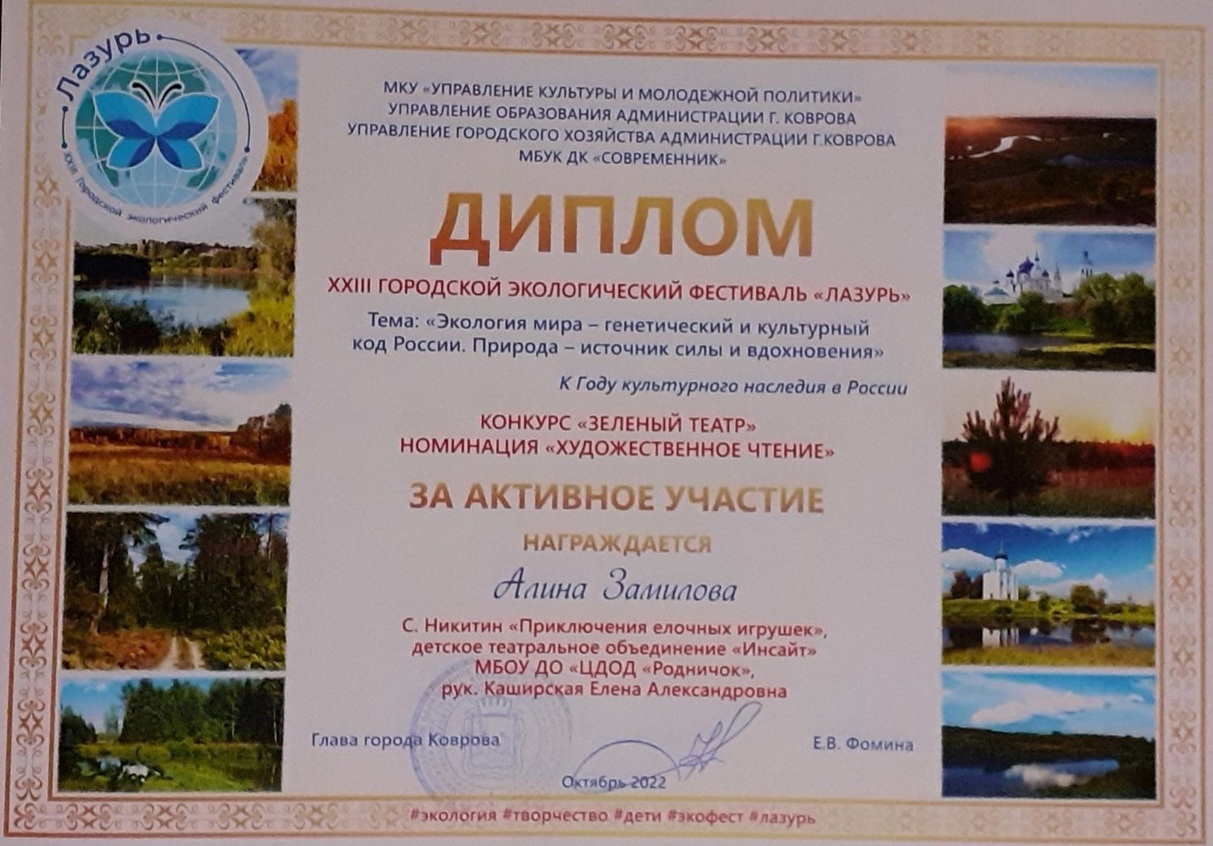 Лазурь
XXIII городской экологический фестиваль
МКУ «УПРАВЛЕНИЕ КУЛЬТУРЫ И МОЛОДЕЖНОЙ ПОЛИТИКИ»
УПРАВЛЕНИЕ ОБРАЗОВАНИЯ АДМИНИСТРАЦИИ Г. КОВРОВА
УПРАВЛЕНИЕ ГОРОДСКОГО ХОЗЯЙСТВА АДМИНИСТРАЦИИ Г.КОВРОВА
МБУК ДК «СОВРЕМЕННИК»
ДИПЛОМ
XXIII ГОРОДСКОЙ ЭКОЛОГИЧЕСКИЙ ФЕСТИВАЛЬ «ЛАЗУРЬ»
Тема: «Экология мира – генетический и культурный
код России. Природа – источник силы и вдохновения»
К Году культурного наследия в России
КОНКУРС «ЗЕЛЕНЫЙ ТЕАТР»
НОМИНАЦИЯ «ХУДОЖЕСТВЕННОЕ ЧТЕНИЕ»
ЗА АКТИВНОЕ УЧАСТИЕ
НАГРАЖДАЕТСЯ
Алина Замилова
С. Никитин «Приключения елочных игрушек»,
детское театральное объединение «Инсайт»
МБОУ ДО «ЦДОД «Родничок»,
рук. Каширская Елена Александровна
Глава города Коврова Е.В. Фомина
Октябрь 2022
#экология #творчество #дети #экофест #лазурь